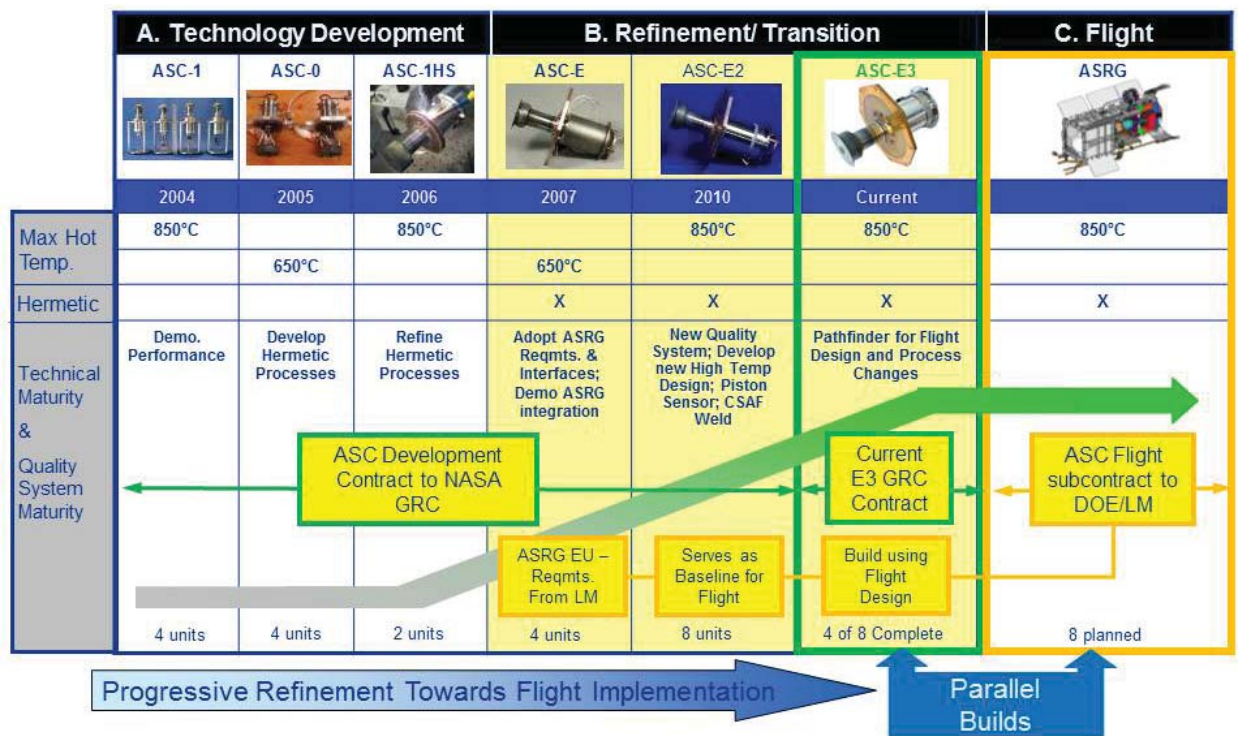 A. Technology Development
B. Refinement/ Transition
C. Flight
ASC-1
ASC-0
ASC-1HS
ASC-E
ASC-E2
ASC-E3
ASRG
2004
2005
2006
2007
2010
Current
Max Hot
Temp.
850°C
850°C
850°C
850°C
850°C
650°C
650°C
Hermetic
X
X
X
X
Technical
Maturity
&
Quality
System
Maturity
Demo.
Performance
Develop
Hermetic
Processes
Refine
Hermetic
Processes
Adopt ASRG
Reqmts. &
Interfaces;
Demo ASRG
integration
New Quality
System; Develop
new High Temp
Design; Piston
Sensor; CSAF
Weld
Pathfinder for Flight
Design and Process
Changes
ASC Development
Contract to NASA
GRC
Current
E3 GRC
Contract
ASC Flight
subcontract to
DOE/LM
ASRG EU –
Reqmts.
From LM
Serves as
Baseline for
Flight
Build using
Flight
Design
4 units
4 units
2 units
4 units
8 units
4 of 8 Complete
8 planned
Progressive Refinement Towards Flight Implementation
Parallel
Builds